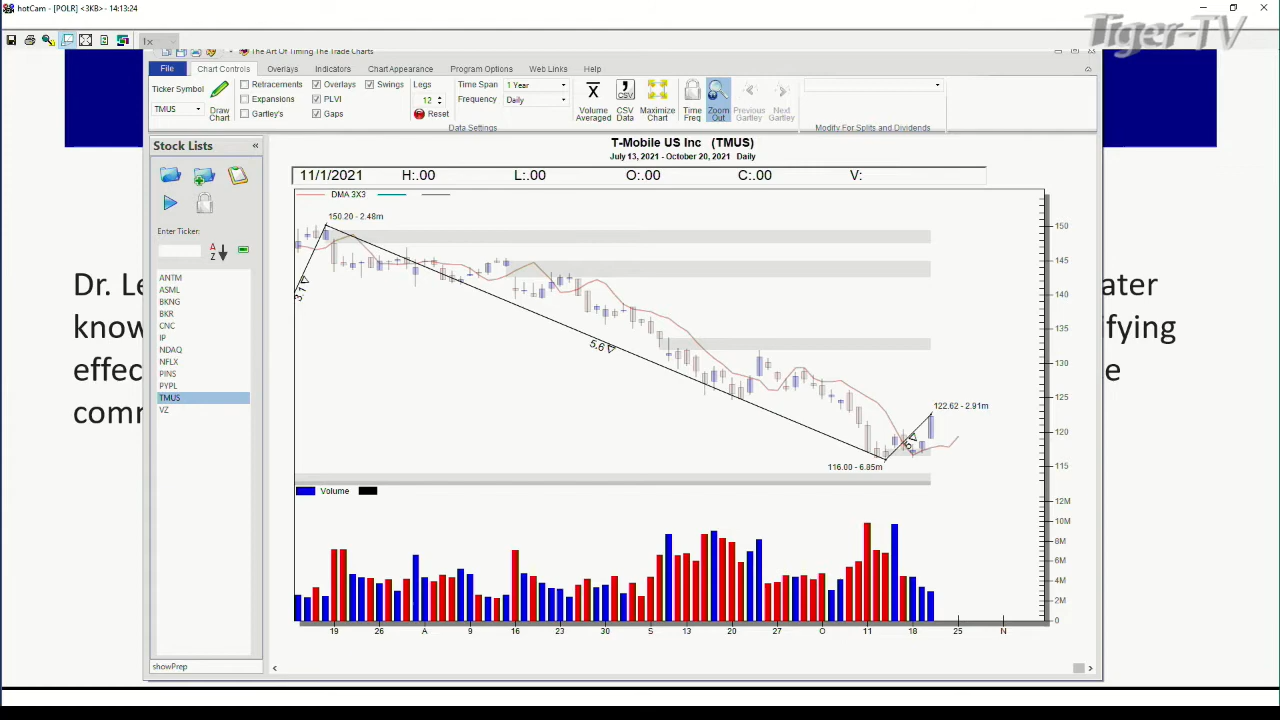 hotCam - [POLR] <3KB> - 14:13:24
Tiger-TV
The Art Of Timing The Trade Charts
File Chart Controls Overlays Indicators Chart Appearance Program Options Web Links Help
Ticker Symbol
TMUS
Draw Chart
Retracements
Expansions
Gartley's
Overlays
PLVI
Gaps
Swings
Legs
12
Reset
Time Span 1 Year
Frequency Daily
Volume Averaged
CSV
CSV Data
Maximize Chart
Time Freq
Zoom Out
Previous Gartley
Next Gartley
Data Settings
Modify For Splits and Dividends
Stock Lists
Enter Ticker:
A
Z
ANTM
ASML
BKNG
BKR
CNC
IP
NDAQ
NFLX
PINS
PYPL
TMUS
VZ
showPrep
T-Mobile US Inc (TMUS)
July 13, 2021 - October 20, 2021 Daily
11/1/2021 H:.00 L:.00 O:.00 C:.00 V:
DMA 3X3
150.20 - 2.48m
5.6
122.62 - 2.91m
116.00 - 6.85m
150
145
140
135
130
125
120
115
Volume
12M
10M
8M
6M
4M
2M
0
19 26 A 9 16 23 30 S 13 20 27 O 11 18 25 N
Dr. Le
know
effec
ater
ifying
e